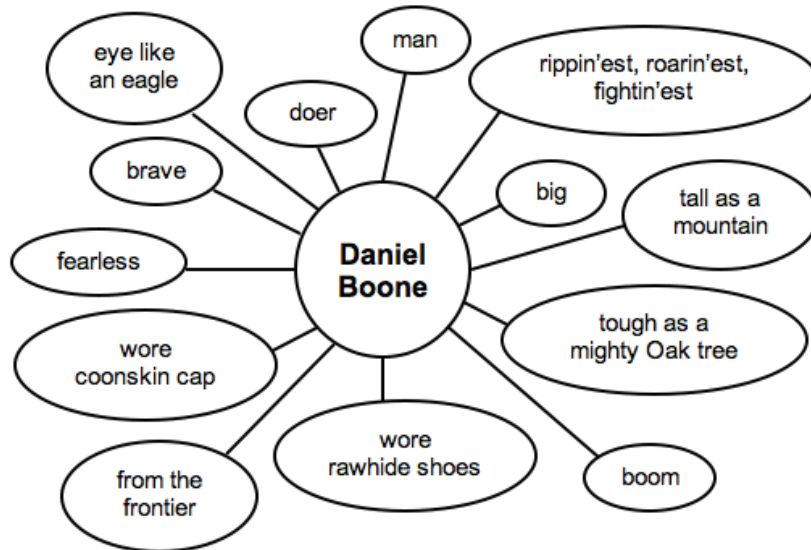 man
eye like
an eagle
rippin’est, roarin’est,
fightin’est
doer
brave
big
tall as a
mountain
Daniel
Boone
fearless
tough as a
mighty Oak tree
wore
coonskin cap
wore
rawhide shoes
from the
frontier
boom